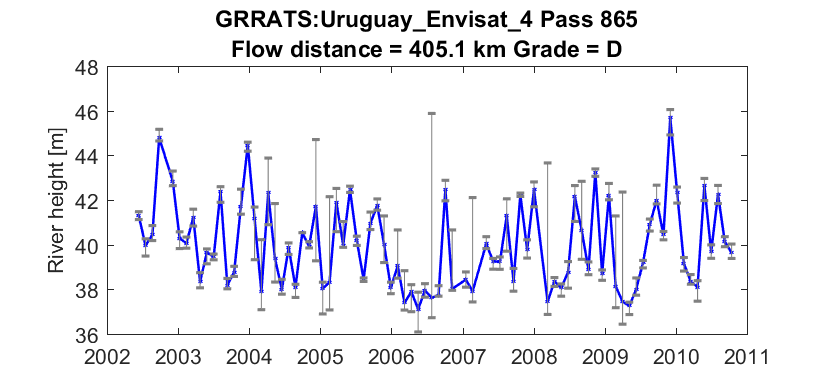 GRRATS:Uruguay_Envisat_4 Pass 865
Flow distance = 405.1 km Grade = D
River height [m]
48
46
44
42
40
38
36
2002 2003 2004 2005 2006 2007 2008 2009 2010 2011